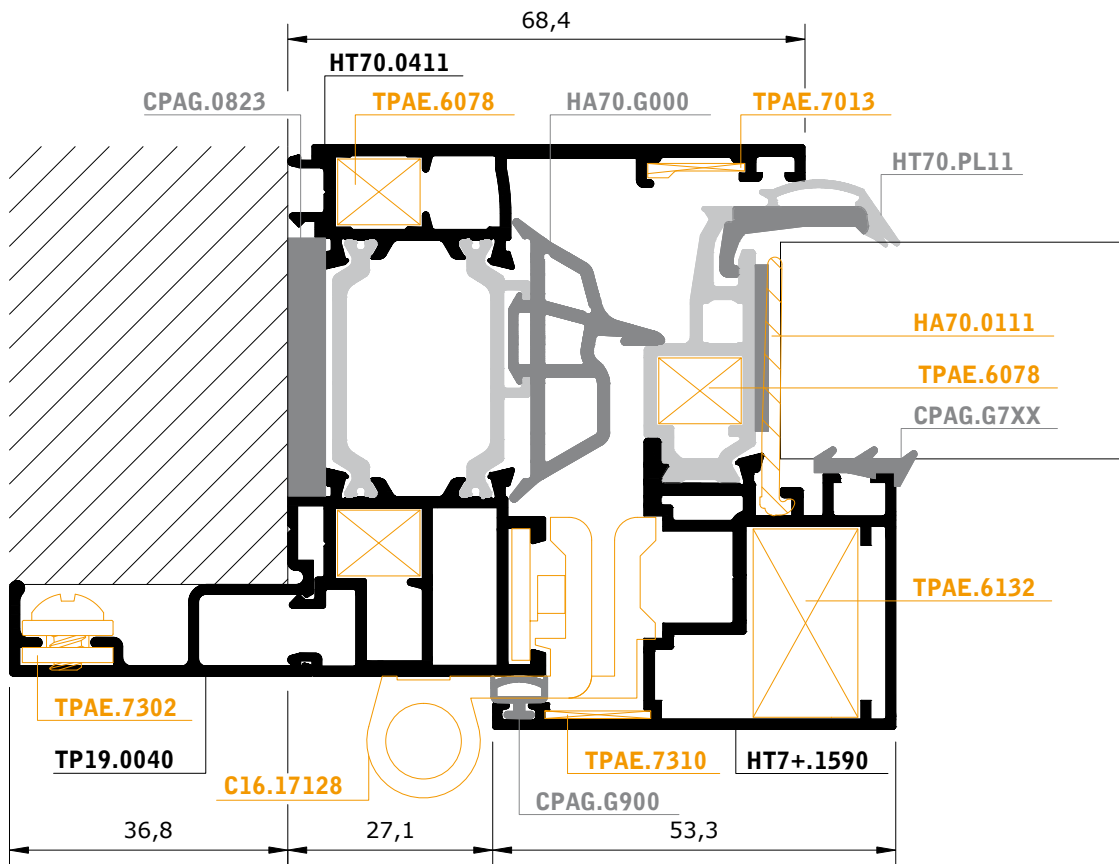 68,4
HT70.0411
CPAG.0823
TPAE.6078
HA70.G000
TPAE.7013
HT70.PL11
HA70.0111
TPAE.6078
CPAG.G7XX
TPAE.6132
TPAE.7302
TP19.0040
C16.17128
TPAE.7310
HT7+.1590
CPAG.G900
36,8
27,1
53,3